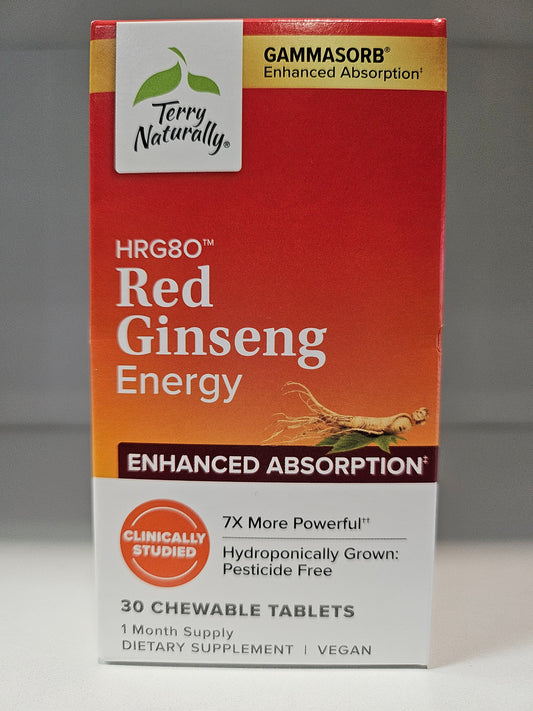 GAMMASORB®
Enhanced Absorption‡
Terry
Naturally®
HRG80™
Red
Ginseng
Energy
ENHANCED ABSORPTION‡
CLINICALLY
STUDIED
7X More Powerful††
Hydroponically Grown:
Pesticide Free
30 CHEWABLE TABLETS
1 Month Supply
DIETARY SUPPLEMENT | VEGAN